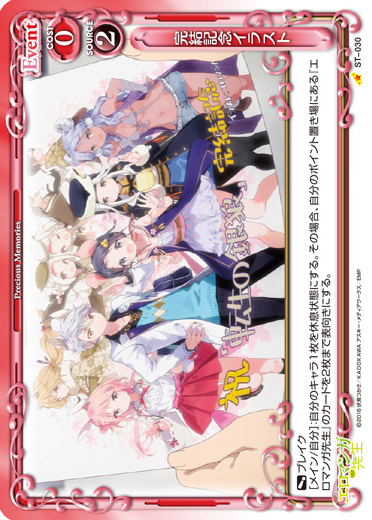 Event
COST
0
SOURCE
2
完結記念イラスト
ST-030
Precious Memories
祝「転生の銀狼」
完結記念
ブレイク
[メイン/自分]:自分のキャラ1枚を休息状態にする。その場合、自分のポイント置き場にある「エ
ロマンガ先生」のカードを2枚まで表向きにする。
©2016 伏見つかさ/KADOKAWA アスキー・メディアワークス/EMP
エロマンガ
先生